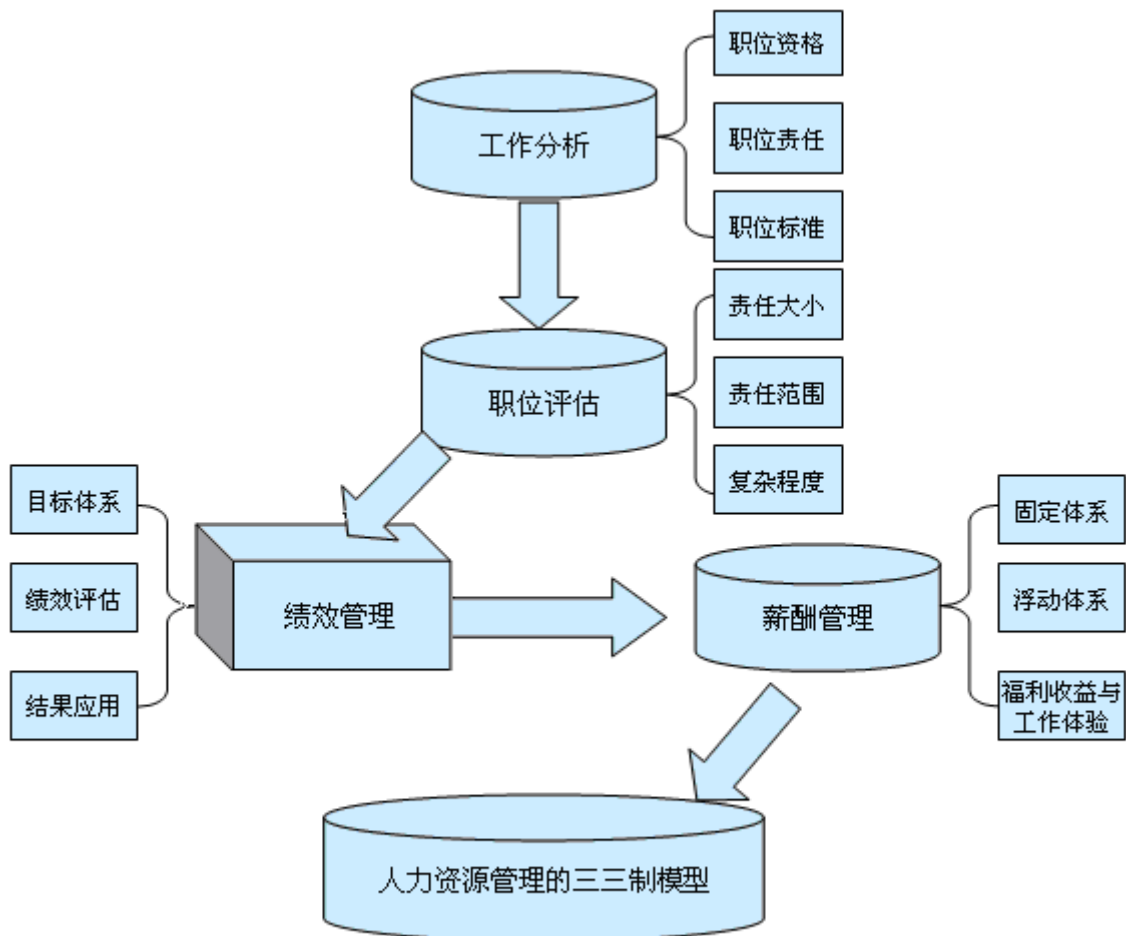 职位资格
工作分析
职位责任
职位标准
责任大小
职位评估
责任范围
复杂程度
目标体系
绩效评估
结果应用
绩效管理
薪酬管理
固定体系
浮动体系
福利收益与
工作体验
人力资源管理的三三制模型